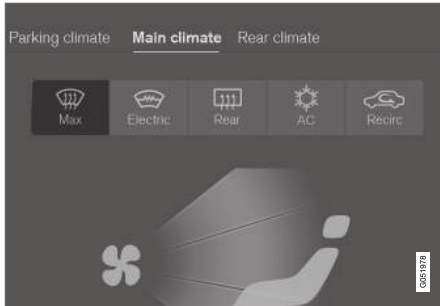 Parking climate Main climate Rear climate
Max Electric Rear AC Recirc
G051978